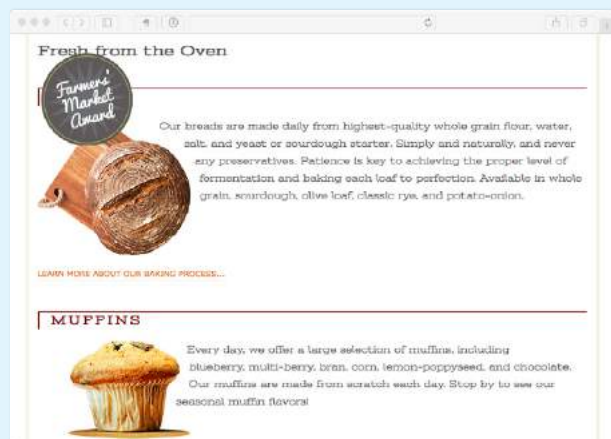 Fresh from the Oven
Farmers'
Market
Award
Our breads are made daily from highest-quality whole grain flour, water,
salt, and yeast or sourdough starter. Simply and naturally, and never
any preservatives. Patience is key to achieving the proper level of
fermentation and baking each loaf to perfection. Available in whole
grain, sourdough, olive loaf, classic rye, and potato-onion.
LEARN MORE ABOUT OUR BAKING PROCESS...
MUFFINS
Every day, we offer a large selection of muffins, including
blueberry, multi-berry, bran, corn, lemon-poppyseed, and chocolate.
Our muffins are made from scratch each day. Stop by to see our
seasonal muffin flavors!